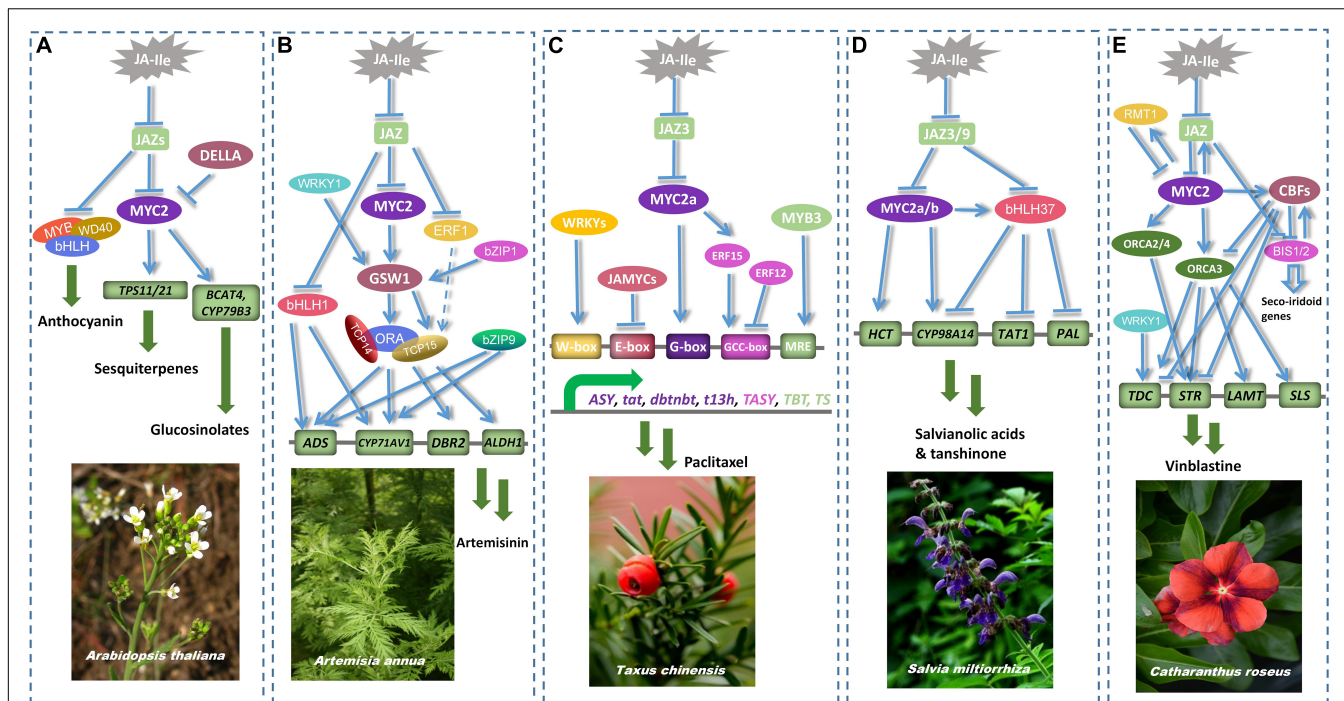 A
JA-Ile
JAZs
DELLA
MYC2
MYB
WD40
bHLH
TPS11/21
BCAT4,
CYP79B3
Anthocyanin
Sesquiterpenes
Glucosinolates
Arabidopsis thaliana
B
JA-Ile
JAZ
WRKY1
MYC2
ERF1
bZIP1
GSW1
bHLH1
TCP14
ORA
TCP15
bZIP9
ADS
CYP71AV1
DBR2
ALDH1
Artemisinin
Artemisia annua
C
JA-Ile
JAZ3
MYC2a
WRKYs
MYB3
ERF15
JAMYCs
ERF12
W-box
E-box
G-box
GCC-box
MRE
ASY, tat, dbtnbt, t13h, TASY, TBT, TS
Paclitaxel
Taxus chinensis
D
JA-Ile
JAZ3/9
MYC2a/b
bHLH37
HCT
CYP98A14
TAT1
PAL
Salvianolic acids
& tanshinone
Salvia miltiorrhiza
E
JA-Ile
RMT1
JAZ
MYC2
CBFs
ORCA2/4
BIS1/2
ORCA3
Seco-iridoid
genes
WRKY1
TDC
STR
LAMT
SLS
Vinblastine
Catharanthus roseus